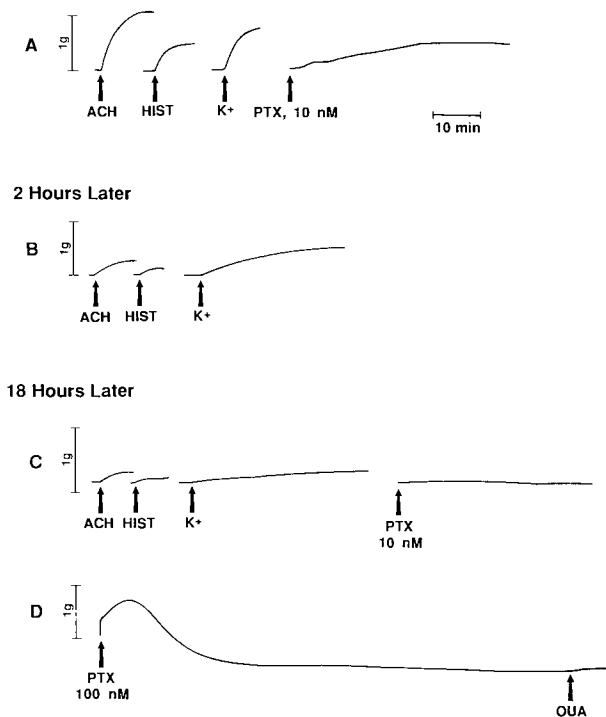 A
1g
ACH HIST K+ PTX, 10 nM
10 min
2 Hours Later
B
1g
ACH HIST K+
18 Hours Later
C
1g
ACH HIST K+ PTX
10 nM
D
1g
PTX
100 nM
OUA